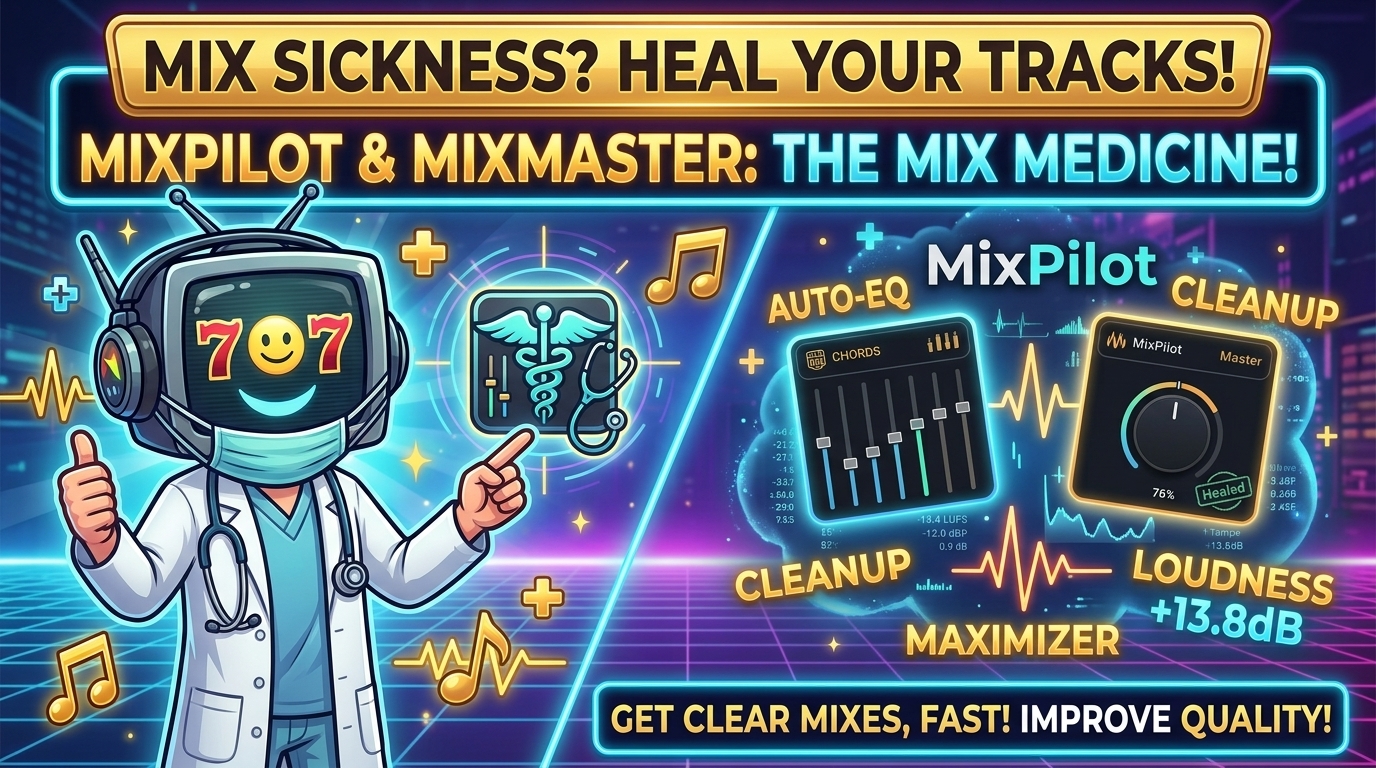 MIX SICKNESS? HEAL YOUR TRACKS!
MIXPILOT & MIXMASTER: THE MIX MEDICINE!
7 7
MixPilot
AUTO-EQ
CLEANUP
CHORDS
MixPilot
Master
76%
Healed
-13.4 LUFS
-12.0 dBP
0.9 dB
CLEANUP
LOUDNESS
+13.8dB
MAXIMIZER
GET CLEAR MIXES, FAST! IMPROVE QUALITY!